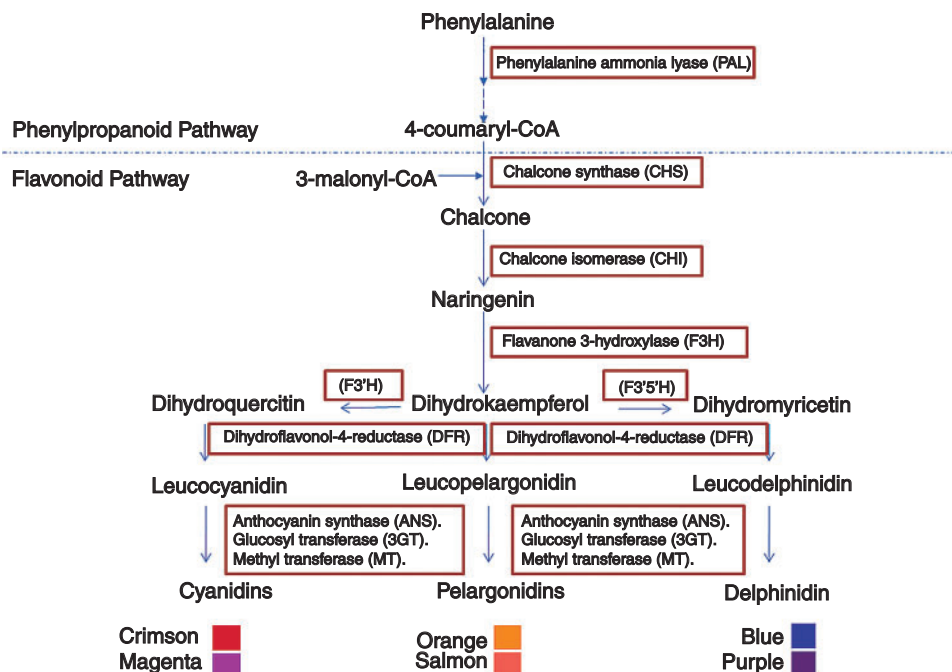 Phenylalanine
Phenylalanine ammonia lyase (PAL)
Phenylpropanoid Pathway
4-coumaryl-CoA
Flavonoid Pathway
3-malonyl-CoA
Chalcone synthase (CHS)
Chalcone
Chalcone isomerase (CHI)
Naringenin
Flavanone 3-hydroxylase (F3H)
(F3'H)
(F3'5'H)
Dihydroquercitin
Dihydrokaempferol
Dihydromyricetin
Dihydroflavonol-4-reductase (DFR)
Dihydroflavonol-4-reductase (DFR)
Leucocyanidin
Leucopelargonidin
Leucodelphinidin
Anthocyanin synthase (ANS).
Glucosyl transferase (3GT).
Methyl transferase (MT).
Anthocyanin synthase (ANS).
Glucosyl transferase (3GT).
Methyl transferase (MT).
Cyanidins
Pelargonidins
Delphinidin
Crimson
Magenta
Orange
Salmon
Blue
Purple